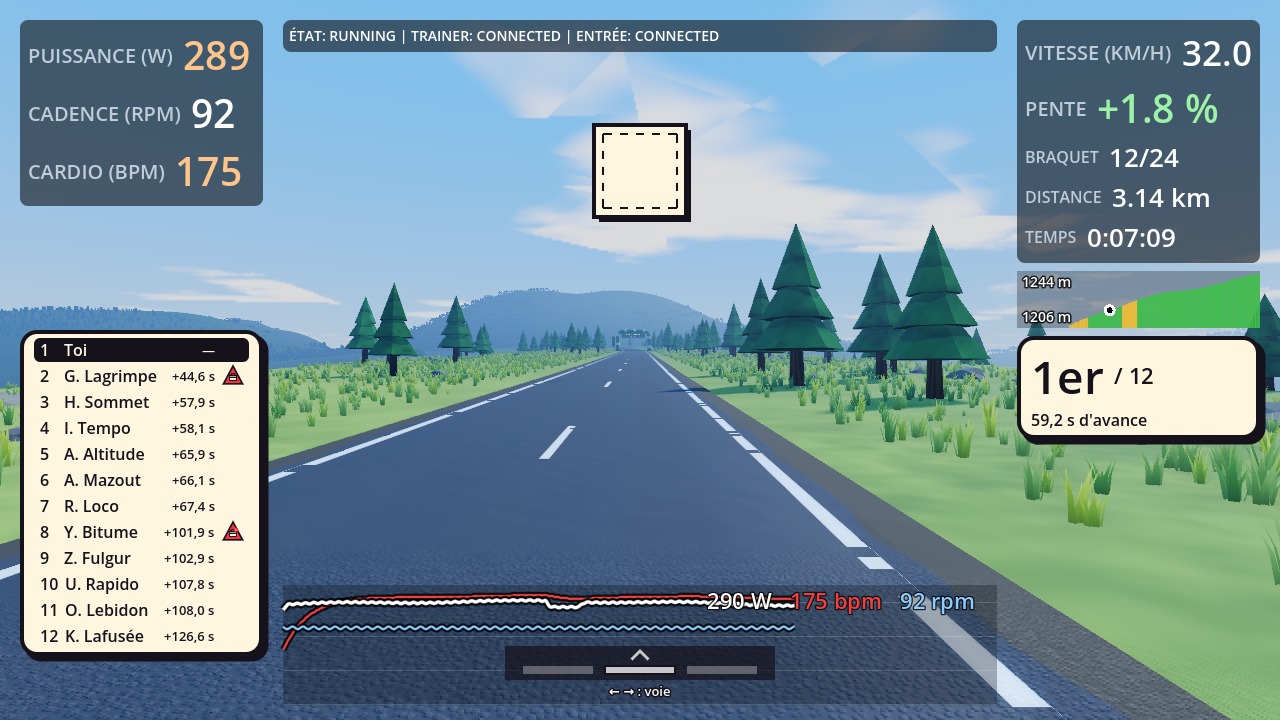 PUISSANCE (W) 289
CADENCE (RPM) 92
CARDIO (BPM) 175
ÉTAT: RUNNING | TRAINER: CONNECTED | ENTRÉE: CONNECTED
VITESSE (KM/H) 32.0
PENTE +1.8 %
BRAQUET 12/24
DISTANCE 3.14 km
TEMPS 0:07:09
1244 m
1206 m
1er / 12
59,2 s d'avance
1 Toi —
2 G. Lagrimpe +44,6 s
3 H. Sommet +57,9 s
4 I. Tempo +58,1 s
5 A. Altitude +65,9 s
6 A. Mazout +66,1 s
7 R. Loco +67,4 s
8 Y. Bitume +101,9 s
9 Z. Fulgur +102,9 s
10 U. Rapido +107,8 s
11 O. Lebidon +108,0 s
12 K. Lafusée +126,6 s
290 W 175 bpm 92 rpm
← → : voie